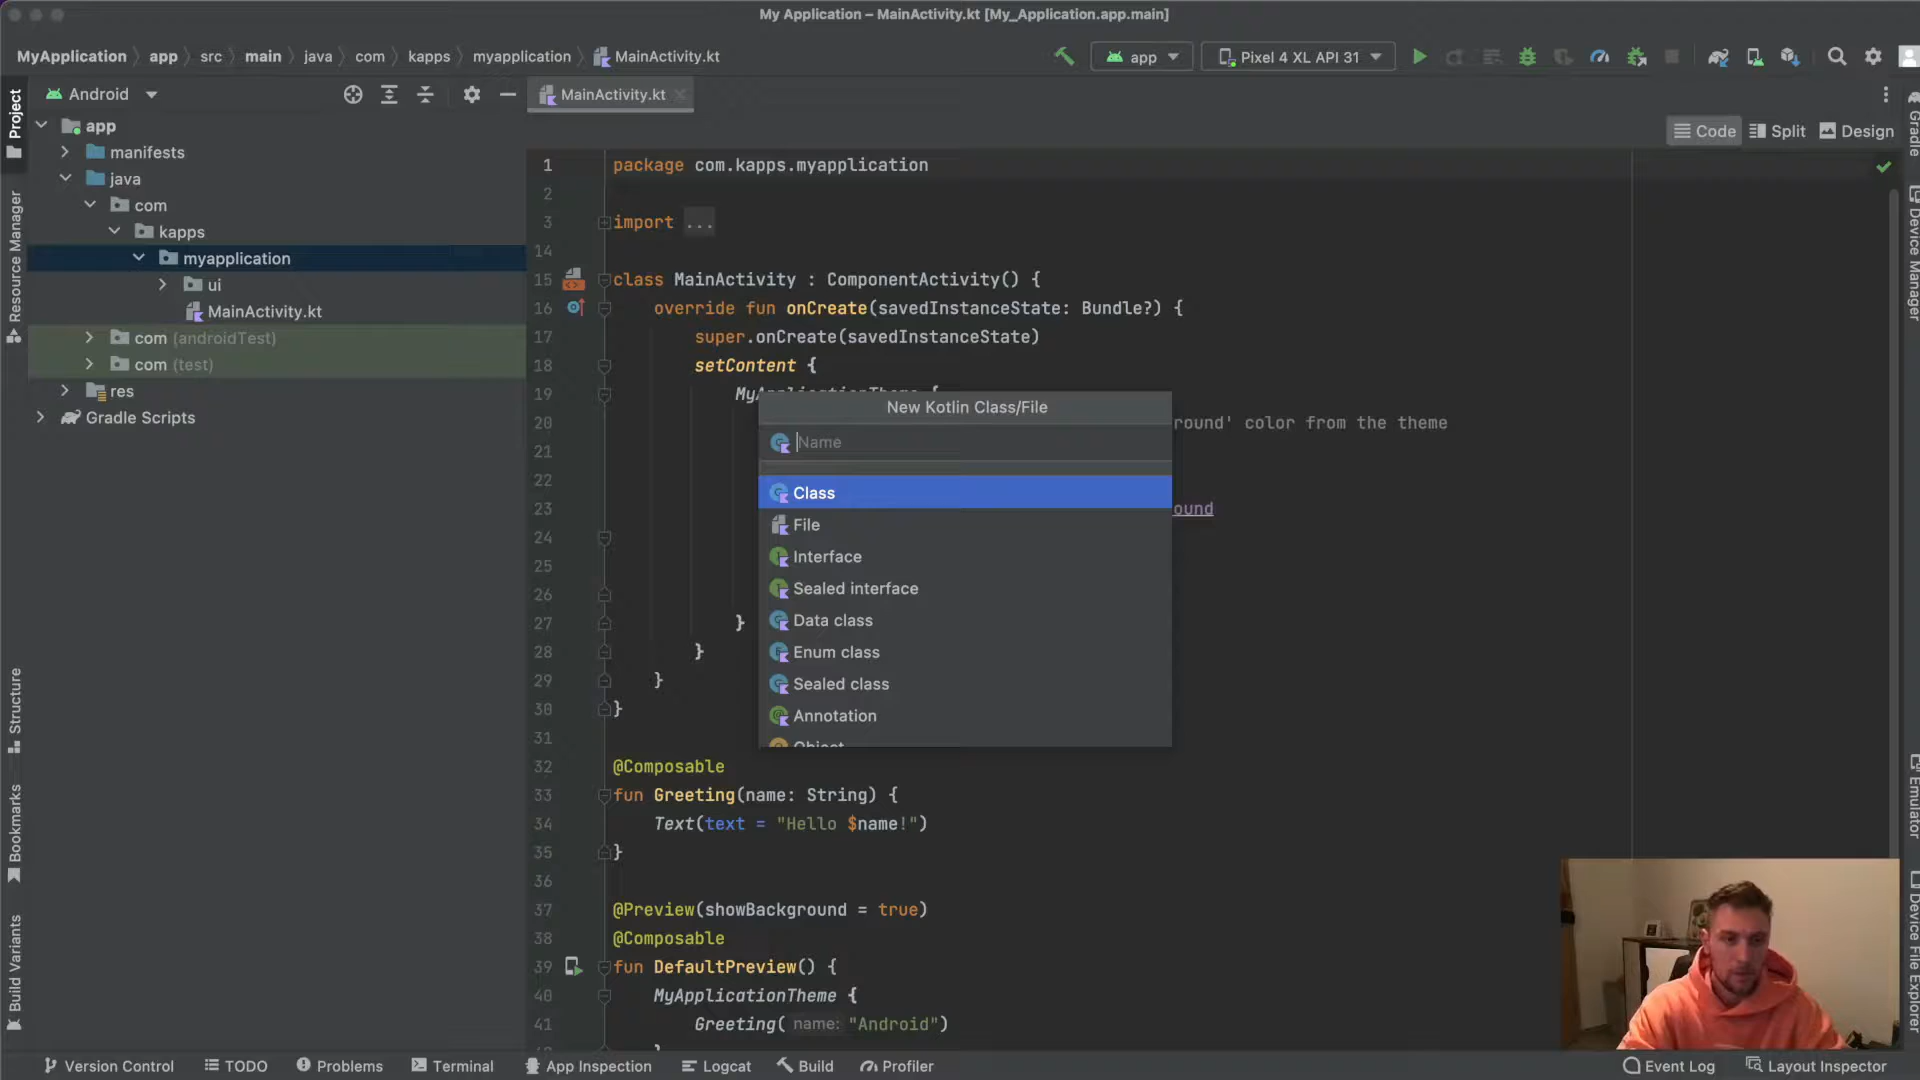 My Application – MainActivity.kt [My_Application.app.main]
MyApplication app src main java com kapps myapplication MainActivity.kt
app
Pixel 4 XL API 31
Project
Resource Manager
Structure
Bookmarks
Build Variants
Android
app
manifests
java
com
kapps
myapplication
ui
MainActivity.kt
com (androidTest)
com (test)
res
Gradle Scripts
MainActivity.kt
Code Split Design
1 package com.kapps.myapplication
2
3 import ...
14
15 class MainActivity : ComponentActivity() {
16 override fun onCreate(savedInstanceState: Bundle?) {
17 super.onCreate(savedInstanceState)
18 setContent {
19
20 round' color from the theme
21
22
23 ound
24
25
26
27 }
28 }
29 }
30 }
31
32 @Composable
33 fun Greeting(name: String) {
34 Text(text = "Hello $name!")
35 }
36
37 @Preview(showBackground = true)
38 @Composable
39 fun DefaultPreview() {
40 MyApplicationTheme {
41 Greeting( name: "Android")
New Kotlin Class/File
Name
Class
File
Interface
Sealed interface
Data class
Enum class
Sealed class
Annotation
Object
Gradle
Device Manager
Emulator
Device File Explorer
Version Control TODO Problems Terminal App Inspection Logcat Build Profiler Event Log Layout Inspector